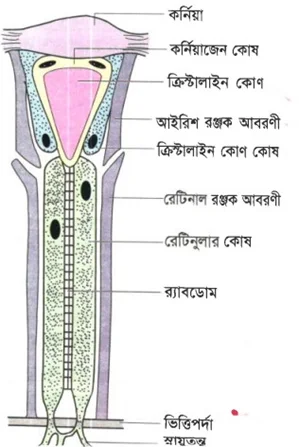 কর্নিয়া
কর্নিয়াজেন কোষ
ক্রিস্টালাইন কোণ
আইরিশ রঞ্জক আবরণী
ক্রিস্টালাইন কোণ কোষ
রেটিনাল রঞ্জক আবরণী
রেটিনুলার কোষ
র‍্যাবডোম
ভিত্তিপর্দা
স্নায়ুতন্তু